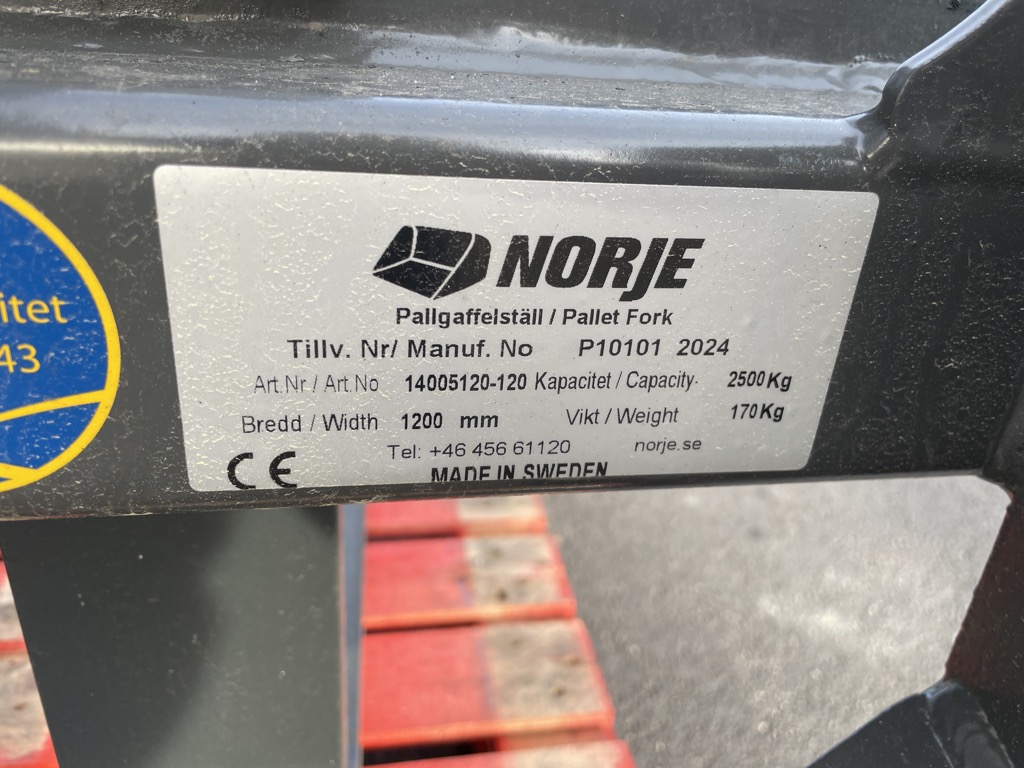 NORJE
Pallgaffelställ / Pallet Fork
Tillv. Nr/ Manuf. No P10101 2024
Art.Nr / Art.No 14005120-120 Kapacitet / Capacity· 2500Kg
Bredd / Width 1200 mm Vikt / Weight 170Kg
Tel: +46 456 61120 norje.se
CE MADE IN SWEDEN
itet
43